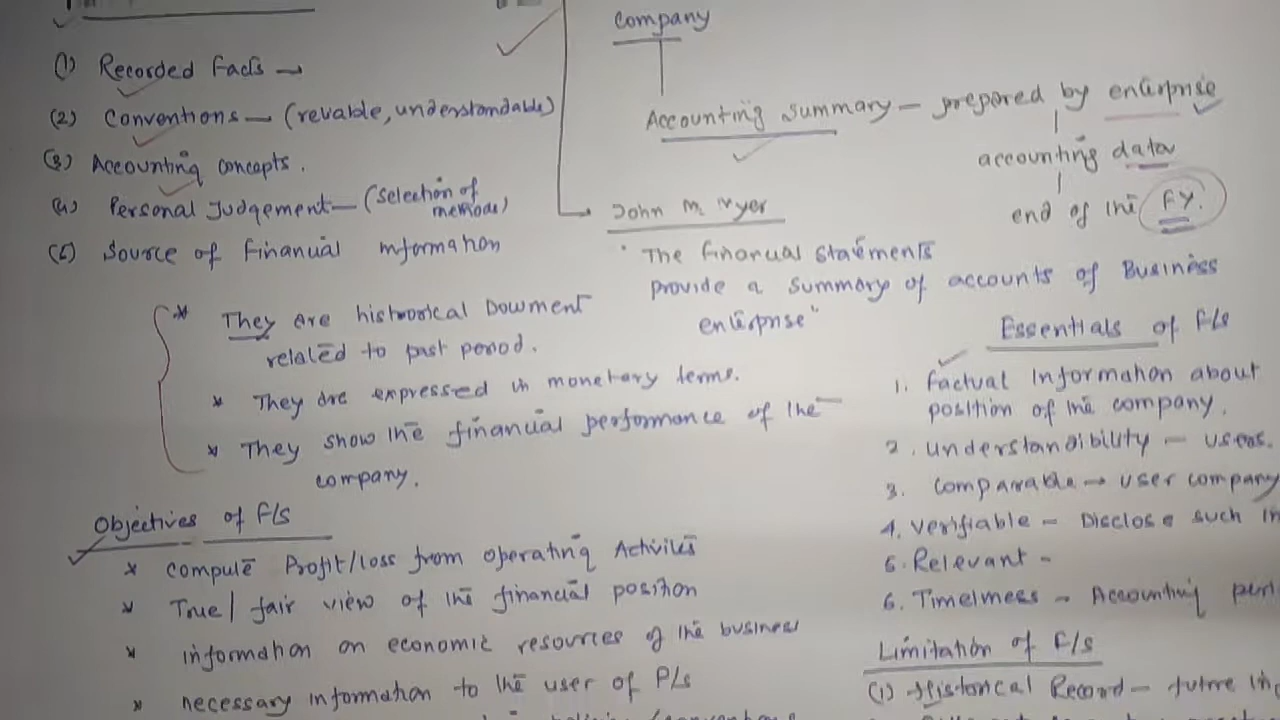 (1) Recorded facts →
(2) Conventions — (reliable, understandable)
(3) Accounting concepts.
(4) Personal Judgement — (selection of
methods)
(5) Source of financial information
* They are historical Document
related to past period.
* They are expressed in monetary terms.
* They show the financial performance of the
company.
Objectives of F/s
* compute Profit/loss from operating Activities
* True/fair view of the financial position
* information on economic resources of the business
* necessary information to the user of F/s
Company
Accounting summary — prepared by enterprise
accounting data
end of the FY.
John M.
" The financial statements
provide a summary of accounts of Business
enterprise"
Essentials of F/s
1. factual information about
position of the company.
2. understandibility — users.
3. comparable → user company
4. verifiable — Disclose such in
5. Relevant -
6. Timelmess → Accounting peri
Limitation of F/s
(1) Historical Record — future in